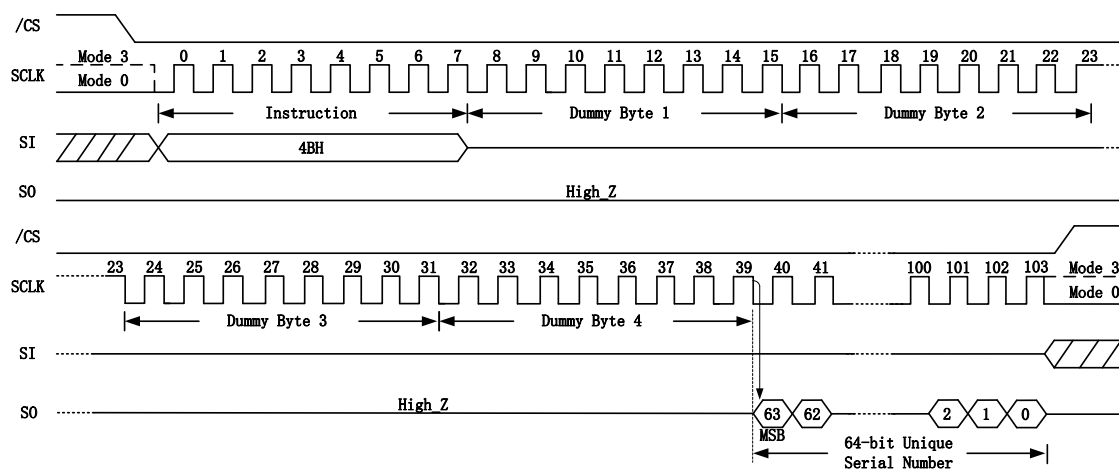 /CS
Mode 3
0 1 2 3 4 5 6 7 8 9 10 11 12 13 14 15 16 17 18 19 20 21 22 23
SCLK
Mode 0
Instruction Dummy Byte 1 Dummy Byte 2
SI
4BH
SO
High_Z
/CS
23 24 25 26 27 28 29 30 31 32 33 34 35 36 37 38 39 40 41 100 101 102 103 Mode 3
SCLK
Mode 0
Dummy Byte 3 Dummy Byte 4
SI
SO
High_Z
63 62 2 1 0
MSB
64-bit Unique
Serial Number